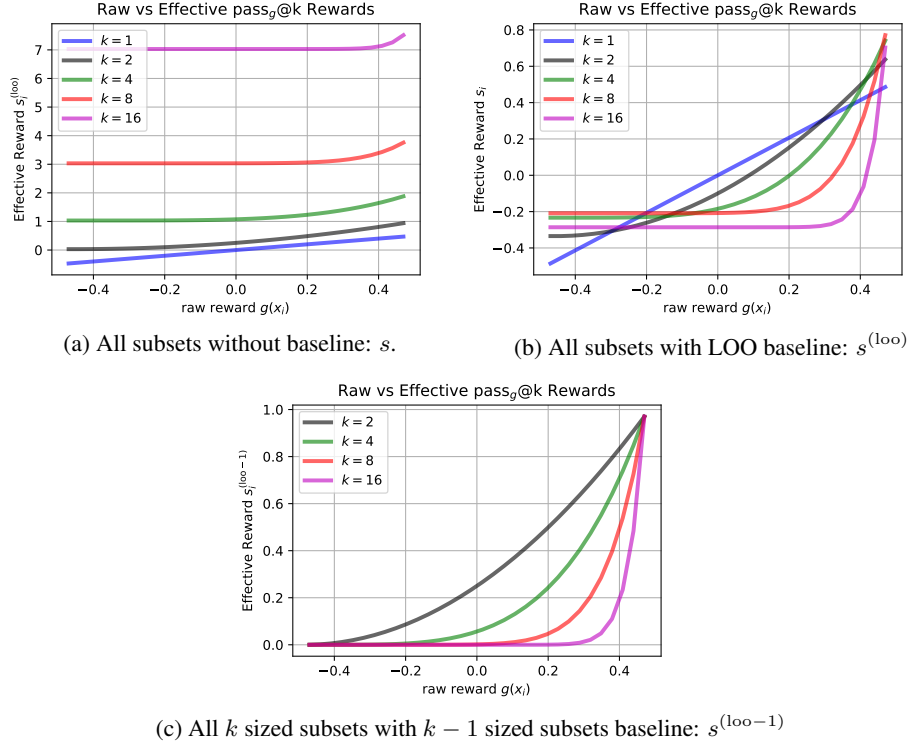 Raw vs Effective pass_g@k Rewards
Effective Reward s_i^(loo)
7
6
5
4
3
2
1
0
k = 1
k = 2
k = 4
k = 8
k = 16
−0.4 −0.2 0.0 0.2 0.4
raw reward g(x_i)
(a) All subsets without baseline: s.
Raw vs Effective pass_g@k Rewards
Effective Reward s_i
0.8
0.6
0.4
0.2
0.0
−0.2
−0.4
k = 1
k = 2
k = 4
k = 8
k = 16
−0.4 −0.2 0.0 0.2 0.4
raw reward g(x_i)
(b) All subsets with LOO baseline: s^(loo)
Raw vs Effective pass_g@k Rewards
Effective Reward s_i^(loo−1)
1.0
0.8
0.6
0.4
0.2
0.0
k = 2
k = 4
k = 8
k = 16
−0.4 −0.2 0.0 0.2 0.4
raw reward g(x_i)
(c) All k sized subsets with k − 1 sized subsets baseline: s^(loo−1)